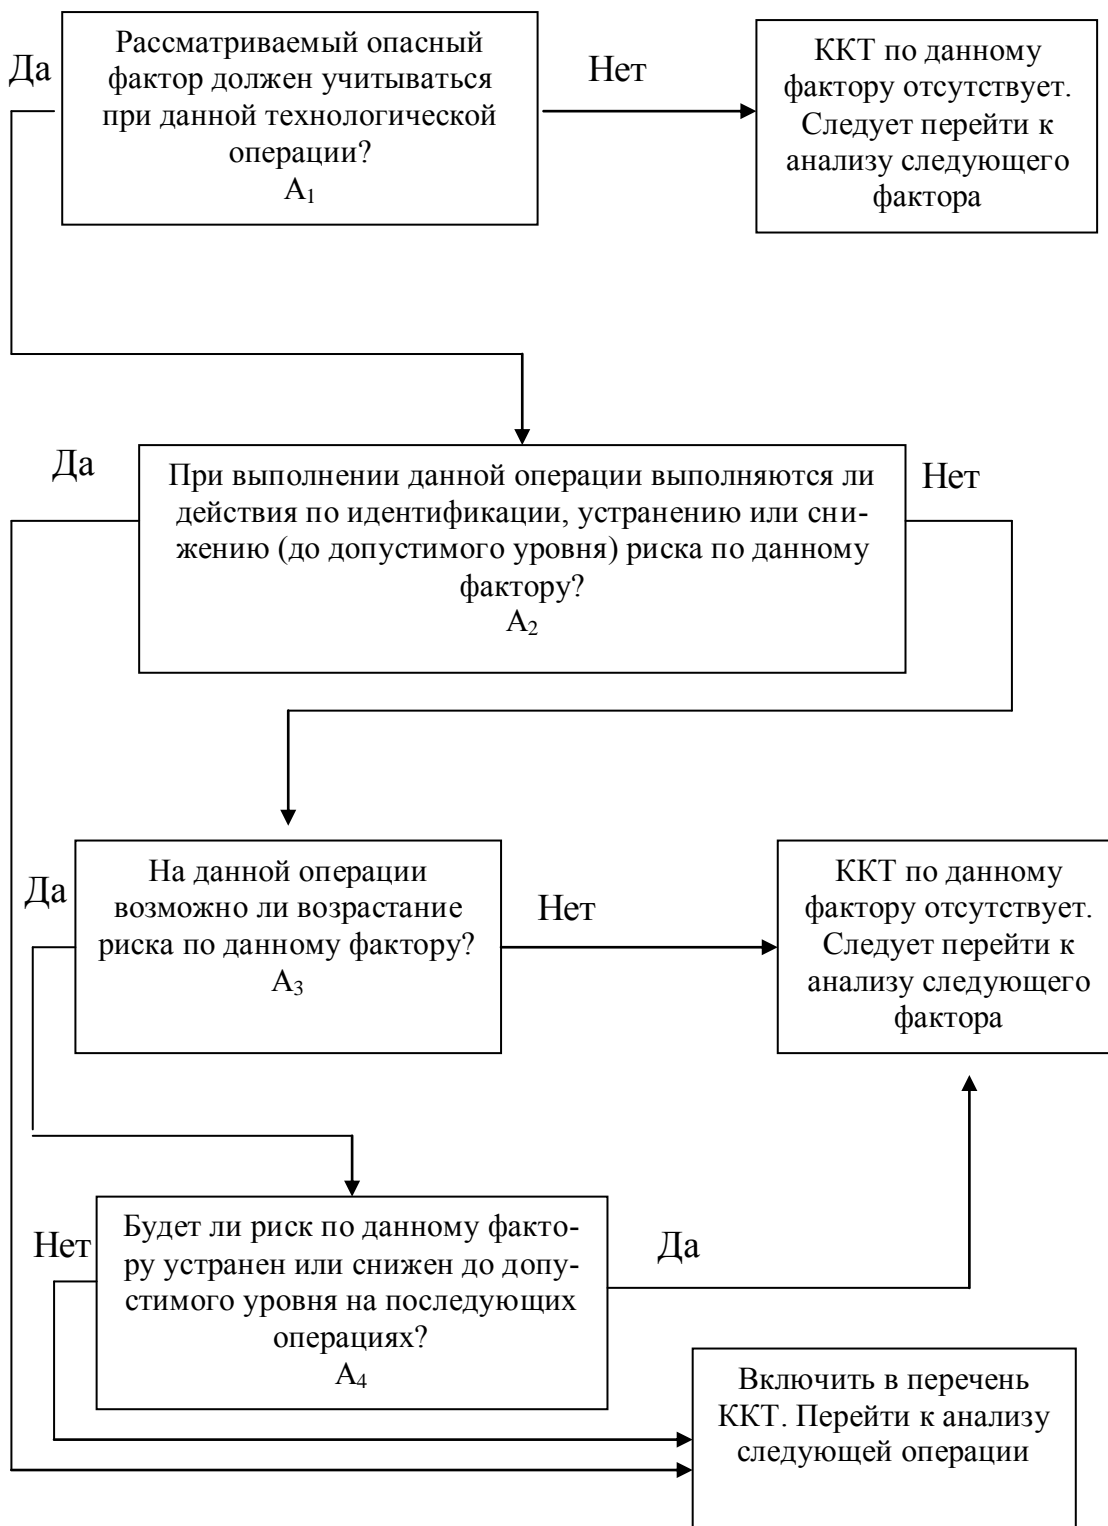 Да
Рассматриваемый опасный
фактор должен учитываться
при данной технологической
операции?
А₁
Нет
ККТ по данному
фактору отсутствует.
Следует перейти к
анализу следующего
фактора
Да
При выполнении данной операции выполняются ли
действия по идентификации, устранению или сни-
жению (до допустимого уровня) риска по данному
фактору?
А₂
Нет
Да
На данной операции
возможно ли возрастание
риска по данному фактору?
А₃
Нет
ККТ по данному
фактору отсутствует.
Следует перейти к
анализу следующего
фактора
Нет
Будет ли риск по данному факто-
ру устранен или снижен до допу-
стимого уровня на последующих
операциях?
А₄
Да
Включить в перечень
ККТ. Перейти к анализу
следующей операции